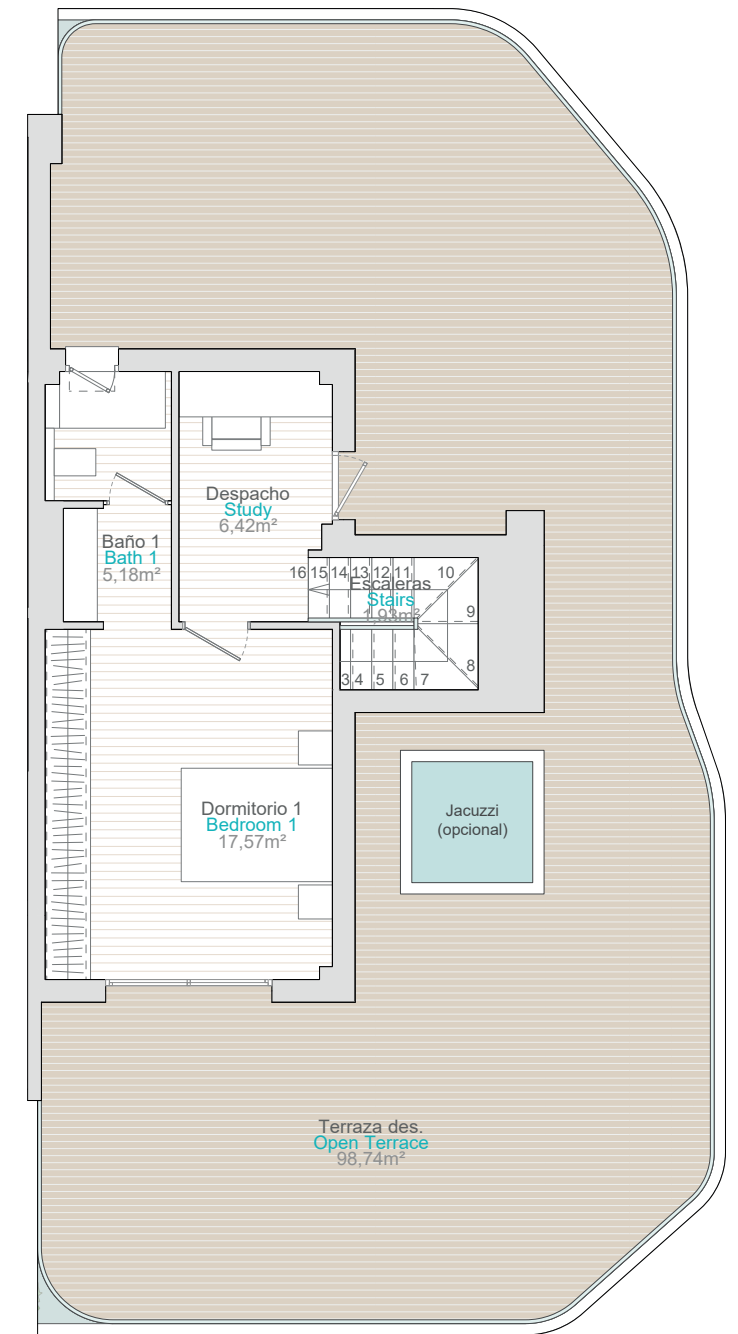 Despacho
Study
6,42m²
Baño 1
Bath 1
5,18m²
16 15 14 13 12 11 10
Escaleras
Stairs
1,93m²
9
8
3 4 5 6 7
Dormitorio 1
Bedroom 1
17,57m²
Jacuzzi
(opcional)
Terraza des.
Open Terrace
98,74m²